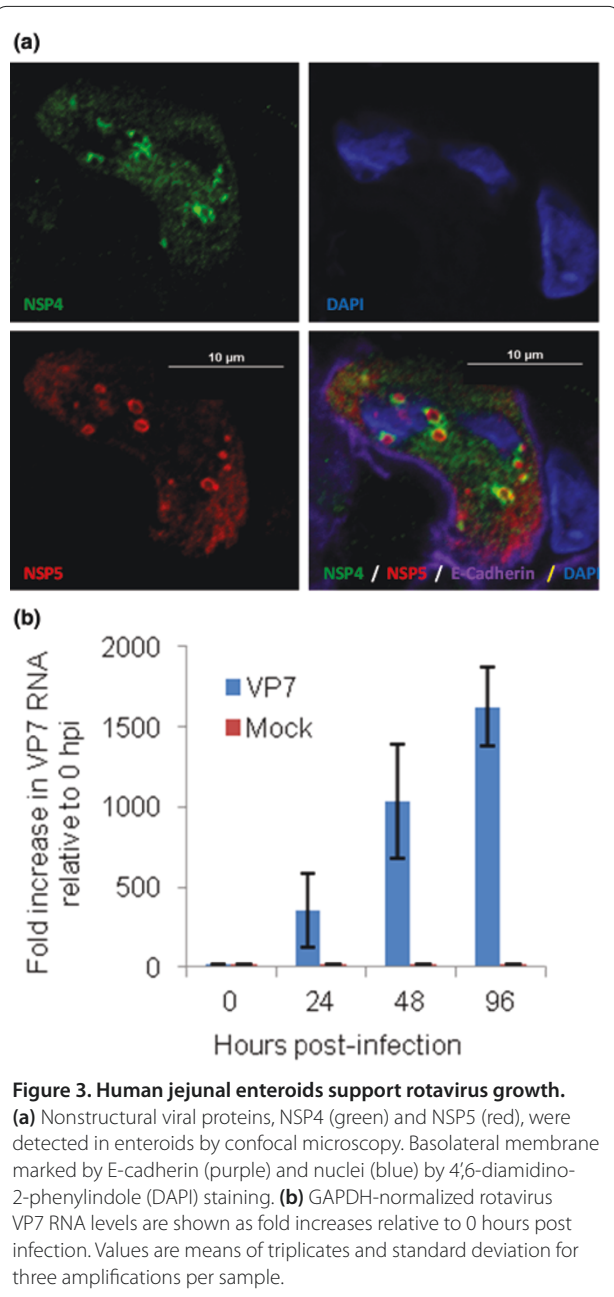 (a)
NSP4
DAPI
10 µm
NSP5
10 µm
NSP4 / NSP5 / E-Cadherin / DAPI
(b)
Fold increase in VP7 RNA
relative to 0 hpi
2000
1500
1000
500
0
VP7
Mock
0 24 48 96
Hours post-infection
Figure 3. Human jejunal enteroids support rotavirus growth.
(a) Nonstructural viral proteins, NSP4 (green) and NSP5 (red), were
detected in enteroids by confocal microscopy. Basolateral membrane
marked by E-cadherin (purple) and nuclei (blue) by 4′,6-diamidino-
2-phenylindole (DAPI) staining. (b) GAPDH-normalized rotavirus
VP7 RNA levels are shown as fold increases relative to 0 hours post
infection. Values are means of triplicates and standard deviation for
three amplifications per sample.